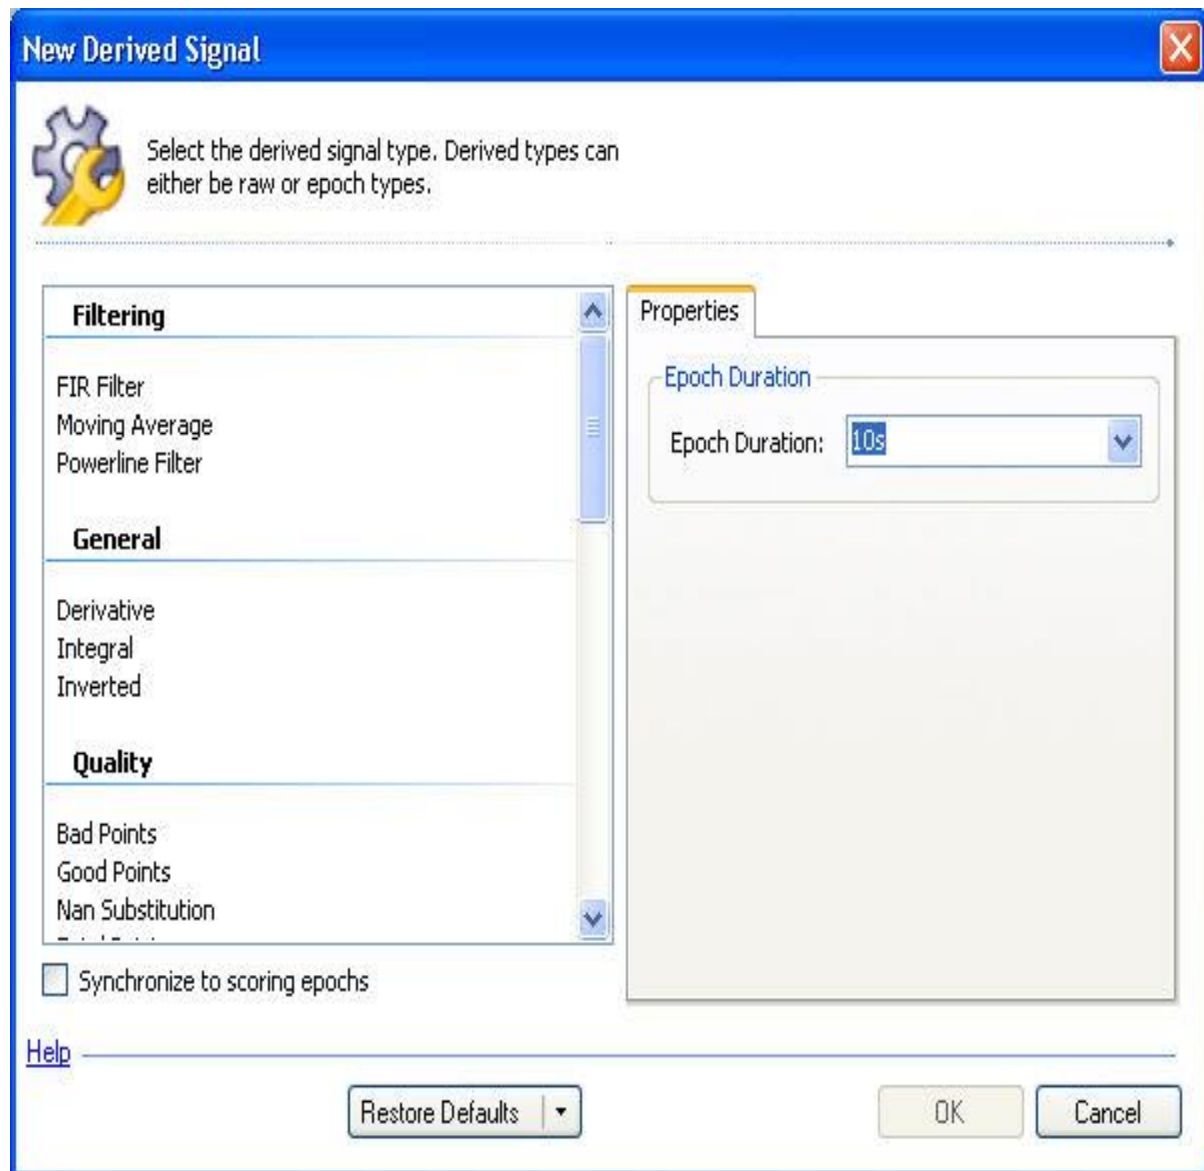 New Derived Signal
Select the derived signal type. Derived types can
either be raw or epoch types.
Filtering
FIR Filter
Moving Average
Powerline Filter
General
Derivative
Integral
Inverted
Quality
Bad Points
Good Points
Nan Substitution
Synchronize to scoring epochs
Properties
Epoch Duration
Epoch Duration: 10s
Help
Restore Defaults
OK
Cancel